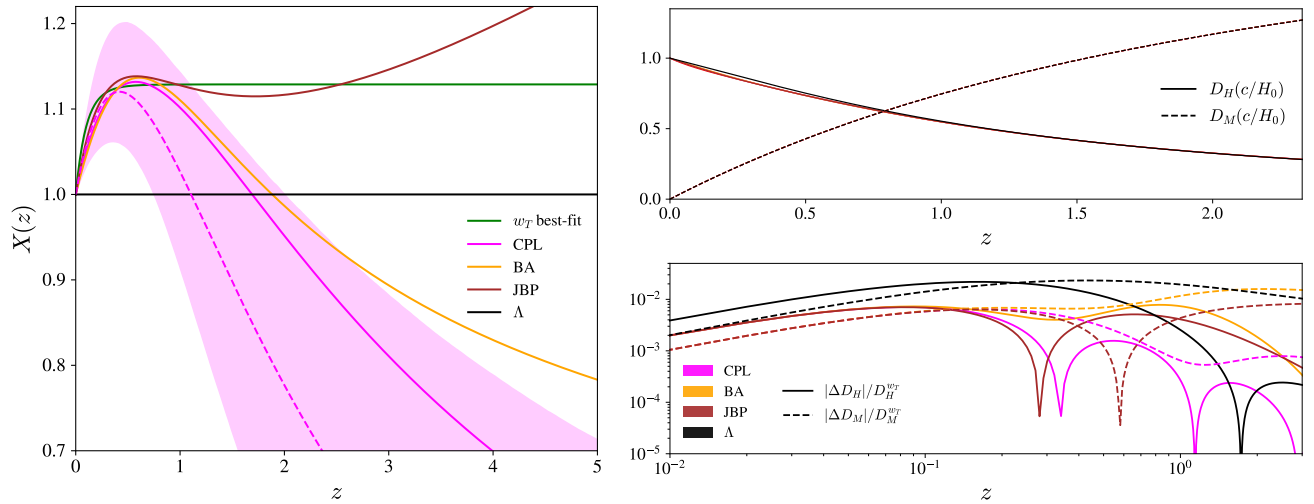 X(z)
1.2
1.1
1.0
0.9
0.8
0.7
0
1
2
3
4
5
z
w_T best-fit
CPL
BA
JBP
Λ
1.0
0.5
0.0
0.0
0.5
1.0
1.5
2.0
z
D_H(c/H_0)
D_M(c/H_0)
10^{-2}
10^{-3}
10^{-4}
10^{-5}
10^{-2}
10^{-1}
10^0
z
CPL
BA
JBP
Λ
|ΔD_H|/D_H^{w_T}
|ΔD_M|/D_M^{w_T}